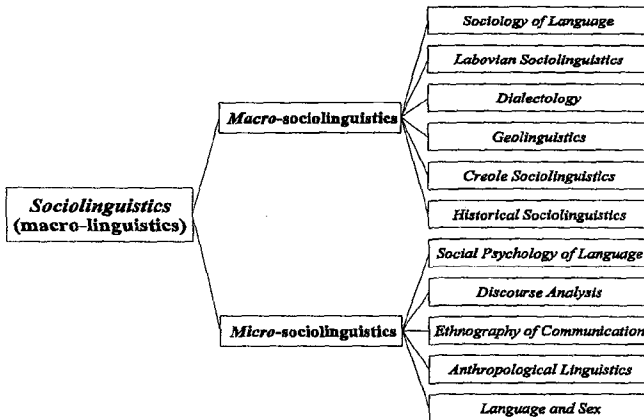 Sociology of Language
Labovian Sociolinguistics
Dialectology
Macro-sociolinguistics
Geolinguistics
Creole Sociolinguistics
Sociolinguistics
(macro-linguistics)
Historical Sociolinguistics
Social Psychology of Language
Discourse Analysis
Micro-sociolinguistics
Ethnography of Communication
Anthropological Linguistics
Language and Sex